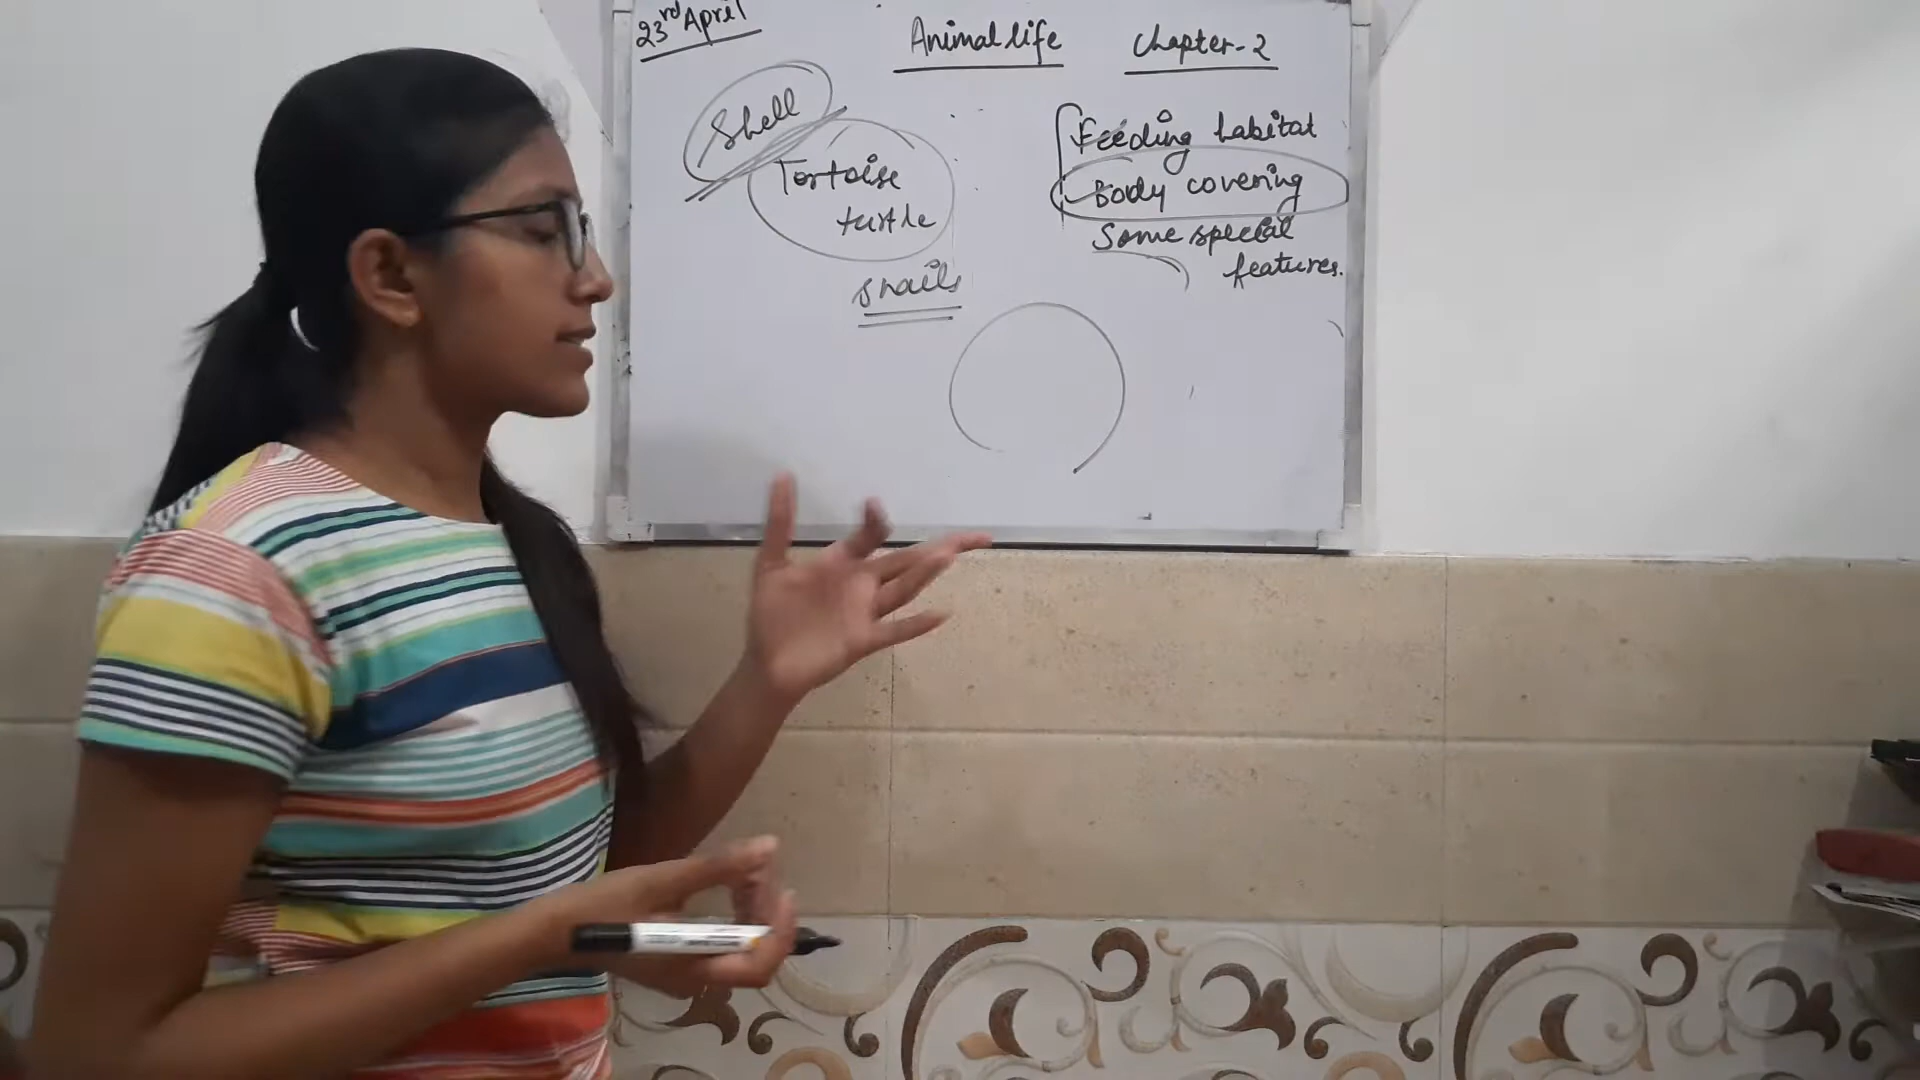 23rd April
Animal life
Chapter-2
Shell
Tortoise
turtle
snails
Feeding habitat
Body covering
Some special
features.